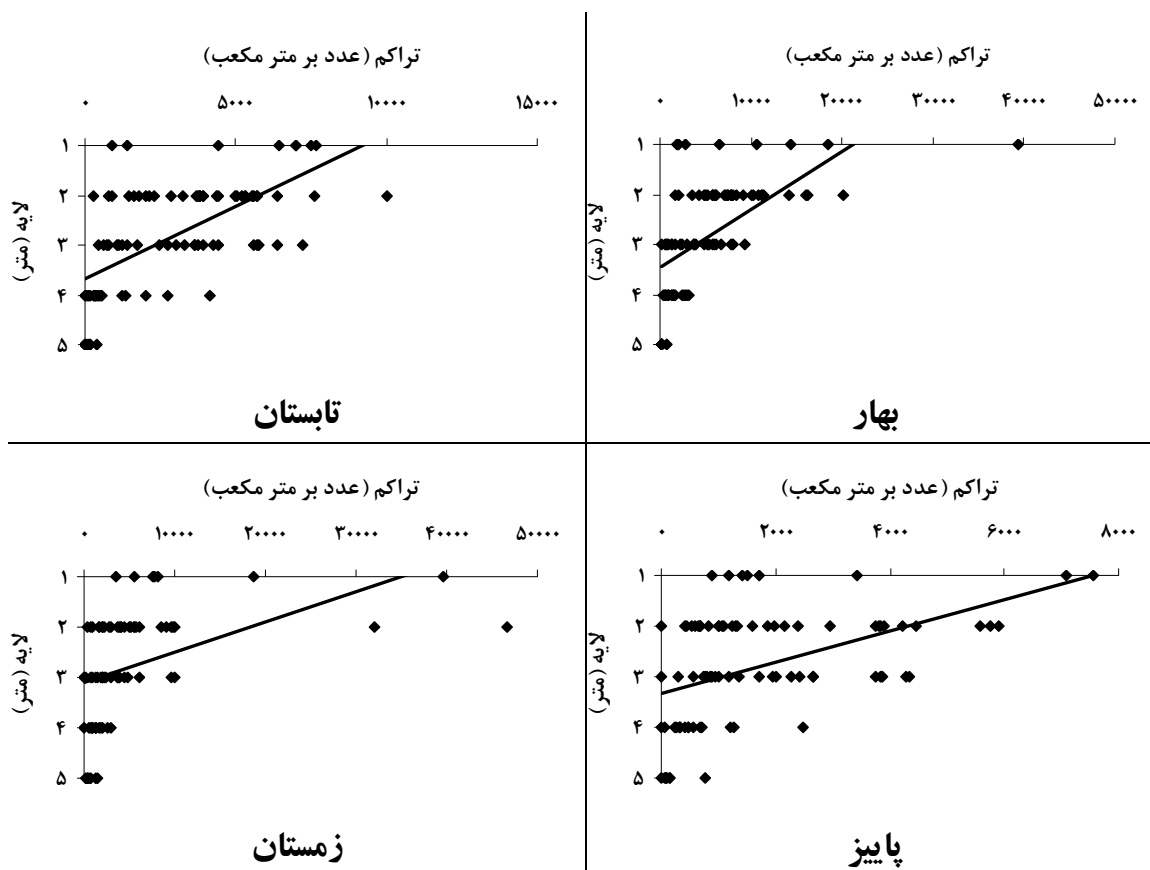 تراکم (عدد بر متر مکعب)
۰ ۱۰۰۰۰ ۲۰۰۰۰ ۳۰۰۰۰ ۴۰۰۰۰ ۵۰۰۰۰
۱
۲
۳
۴
۵
لایه (متر)
بهار
تراکم (عدد بر متر مکعب)
۰ ۵۰۰۰ ۱۰۰۰۰ ۱۵۰۰۰
۱
۲
۳
۴
۵
لایه (متر)
تابستان
تراکم (عدد بر متر مکعب)
۰ ۲۰۰۰ ۴۰۰۰ ۶۰۰۰ ۸۰۰۰
۱
۲
۳
۴
۵
لایه (متر)
پاییز
تراکم (عدد بر متر مکعب)
۰ ۱۰۰۰۰ ۲۰۰۰۰ ۳۰۰۰۰ ۴۰۰۰۰ ۵۰۰۰۰
۱
۲
۳
۴
۵
لایه (متر)
زمستان